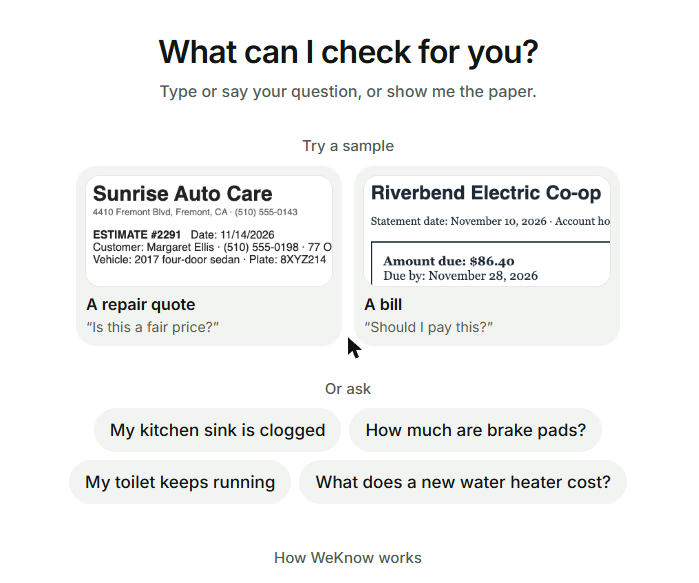 What can I check for you?
Type or say your question, or show me the paper.
Try a sample
Sunrise Auto Care
4410 Fremont Blvd, Fremont, CA · (510) 555-0143
ESTIMATE #2291 Date: 11/14/2026
Customer: Margaret Ellis · (510) 555-0198 · 77 O
Vehicle: 2017 four-door sedan · Plate: 8XYZ214
A repair quote
“Is this a fair price?”
Riverbend Electric Co-op
Statement date: November 10, 2026 · Account ho
Amount due: $86.40
Due by: November 28, 2026
A bill
“Should I pay this?”
Or ask
My kitchen sink is clogged
How much are brake pads?
My toilet keeps running
What does a new water heater cost?
How WeKnow works